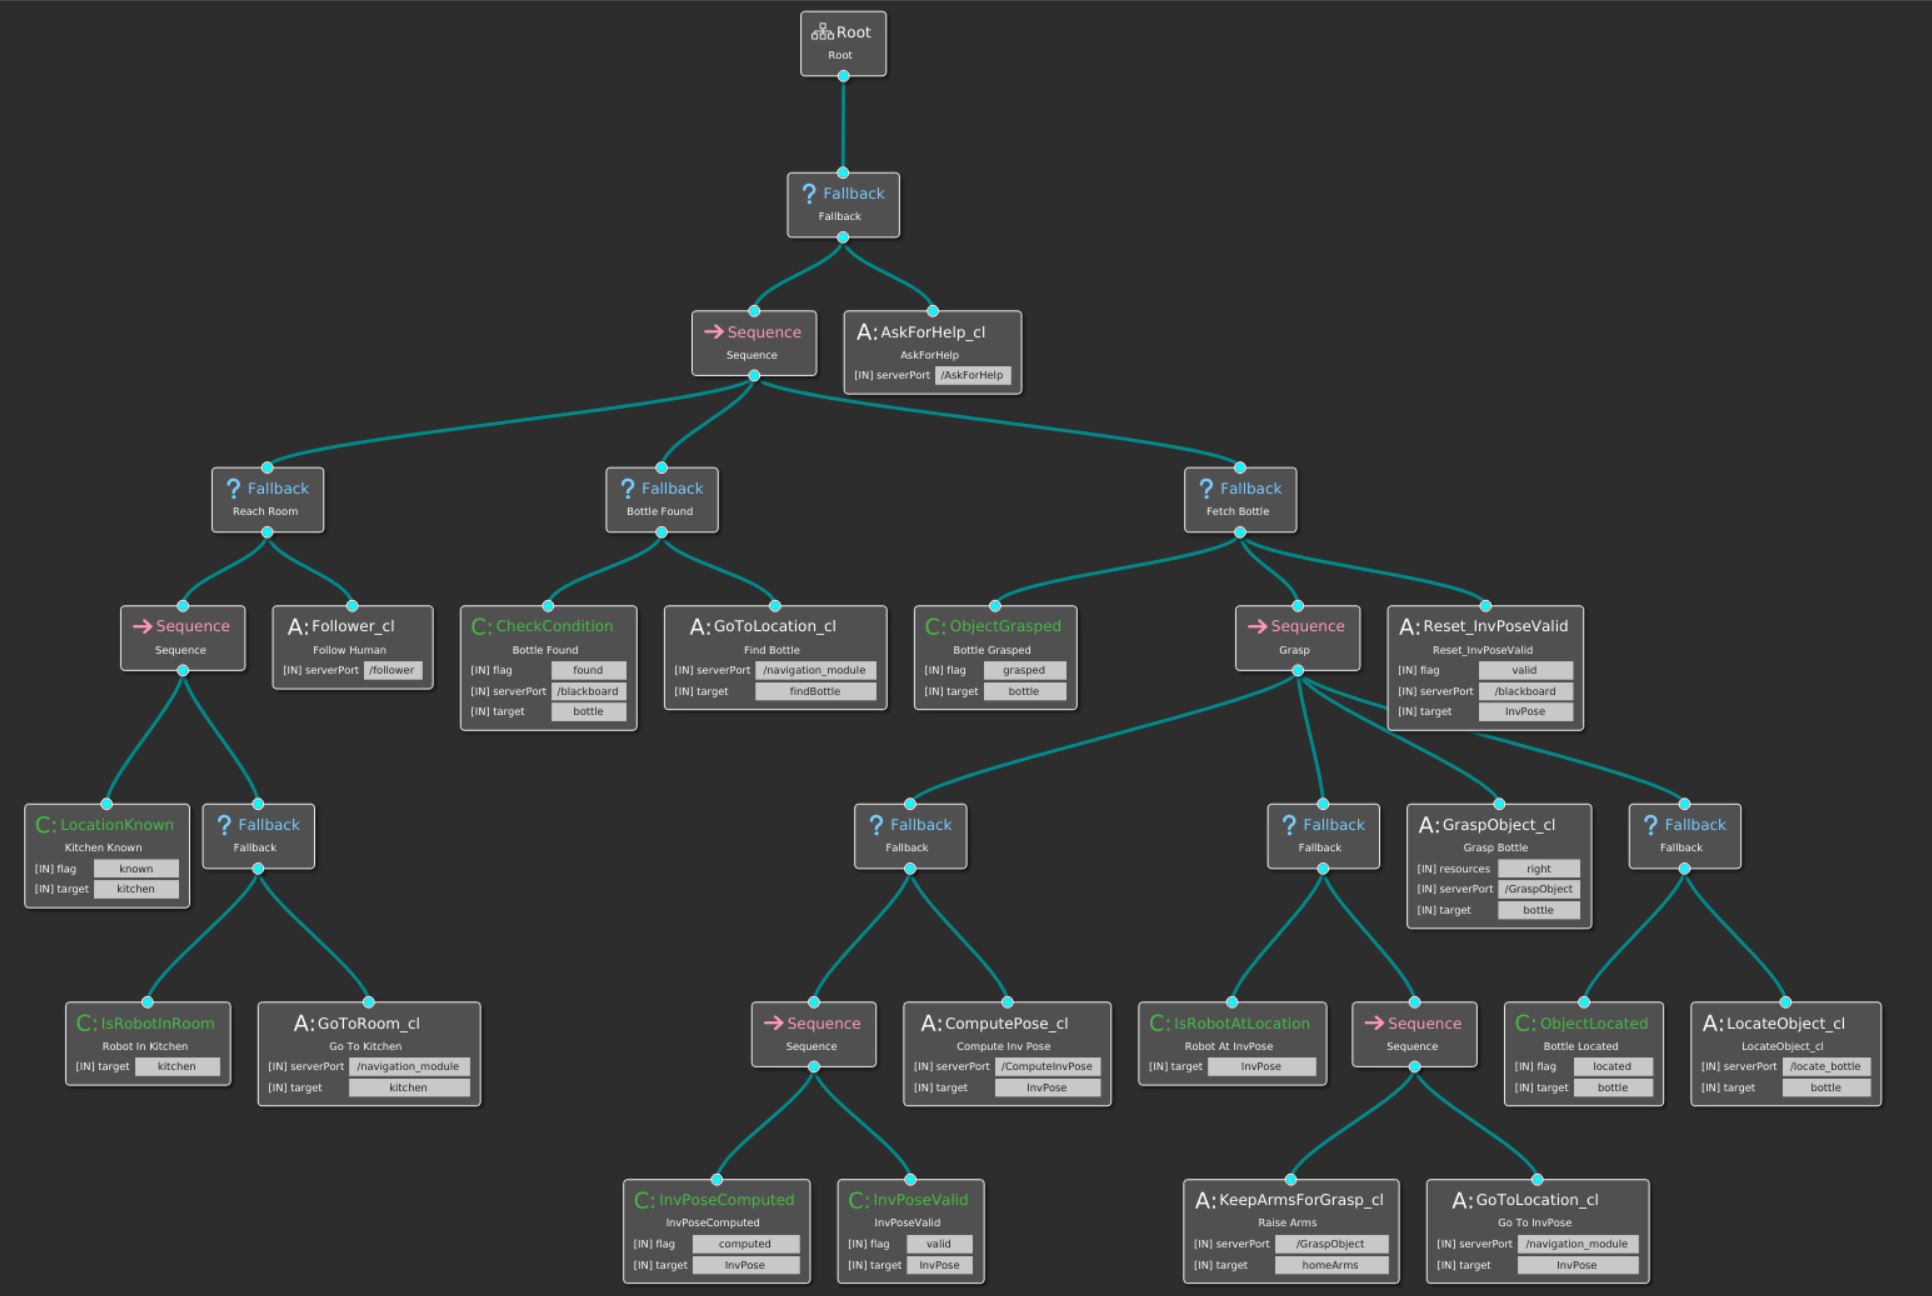 Root
Root
? Fallback
Fallback
→ Sequence
Sequence
A: AskForHelp_cl
AskForHelp
[IN] serverPort /AskForHelp
? Fallback
Reach Room
? Fallback
Bottle Found
? Fallback
Fetch Bottle
→ Sequence
Sequence
A: Follower_cl
Follow Human
[IN] serverPort /follower
C: CheckCondition
Bottle Found
[IN] flag found
[IN] serverPort /blackboard
[IN] target bottle
A: GoToLocation_cl
Find Bottle
[IN] serverPort /navigation_module
[IN] target findBottle
C: ObjectGrasped
Bottle Grasped
[IN] flag grasped
[IN] target bottle
→ Sequence
Grasp
A: Reset_InvPoseValid
Reset_InvPoseValid
[IN] flag valid
[IN] serverPort /blackboard
[IN] target InvPose
C: LocationKnown
Kitchen Known
[IN] flag known
[IN] target kitchen
? Fallback
Fallback
? Fallback
Fallback
? Fallback
Fallback
A: GraspObject_cl
Grasp Bottle
[IN] resources right
[IN] serverPort /GraspObject
[IN] target bottle
? Fallback
Fallback
C: IsRobotInRoom
Robot In Kitchen
[IN] target kitchen
A: GoToRoom_cl
Go To Kitchen
[IN] serverPort /navigation_module
[IN] target kitchen
→ Sequence
Sequence
A: ComputePose_cl
Compute Inv Pose
[IN] serverPort /ComputeInvPose
[IN] target InvPose
C: IsRobotAtLocation
Robot At InvPose
[IN] target InvPose
→ Sequence
Sequence
C: ObjectLocated
Bottle Located
[IN] flag located
[IN] target bottle
A: LocateObject_cl
LocateObject_cl
[IN] serverPort /locate_bottle
[IN] target bottle
C: InvPoseComputed
InvPoseComputed
[IN] flag computed
[IN] target InvPose
C: InvPoseValid
InvPoseValid
[IN] flag valid
[IN] target InvPose
A: KeepArmsForGrasp_cl
Raise Arms
[IN] serverPort /GraspObject
[IN] target homeArms
A: GoToLocation_cl
Go To InvPose
[IN] serverPort /navigation_module
[IN] target InvPose